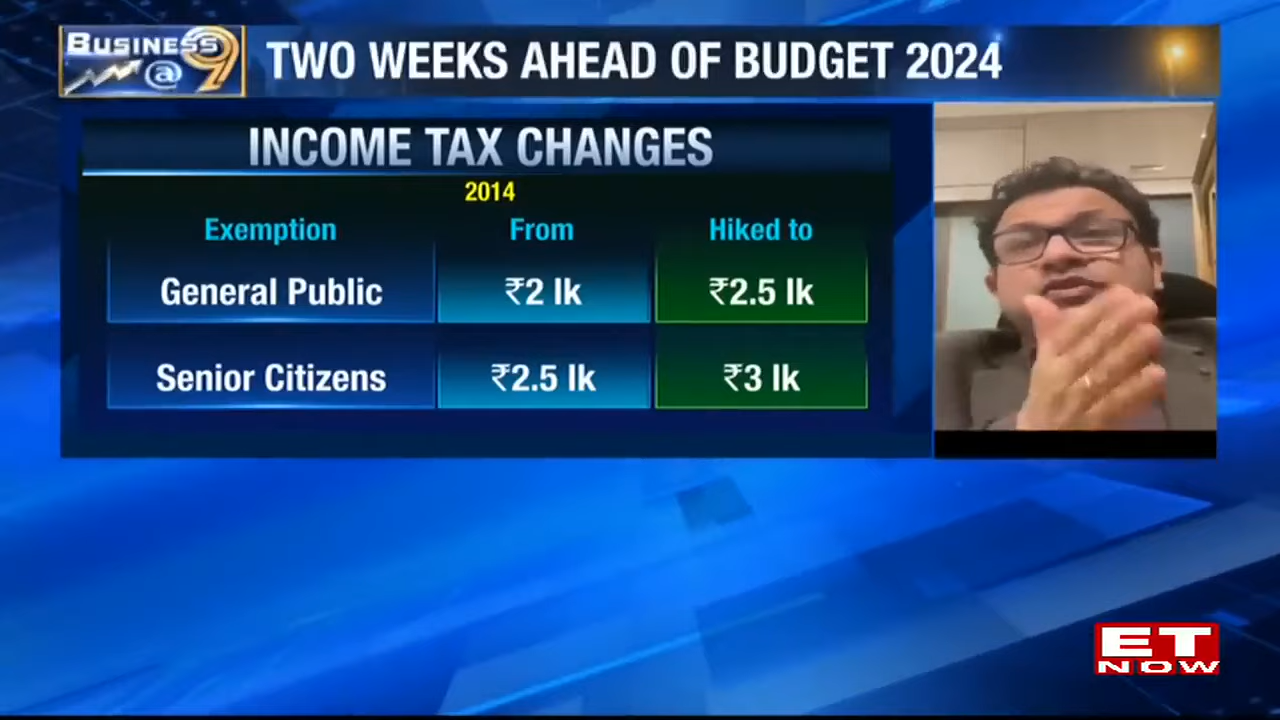 BUSINESS @ 9
TWO WEEKS AHEAD OF BUDGET 2024
INCOME TAX CHANGES
2014
Exemption From Hiked to
General Public ₹2 lk ₹2.5 lk
Senior Citizens ₹2.5 lk ₹3 lk
ET
NOW